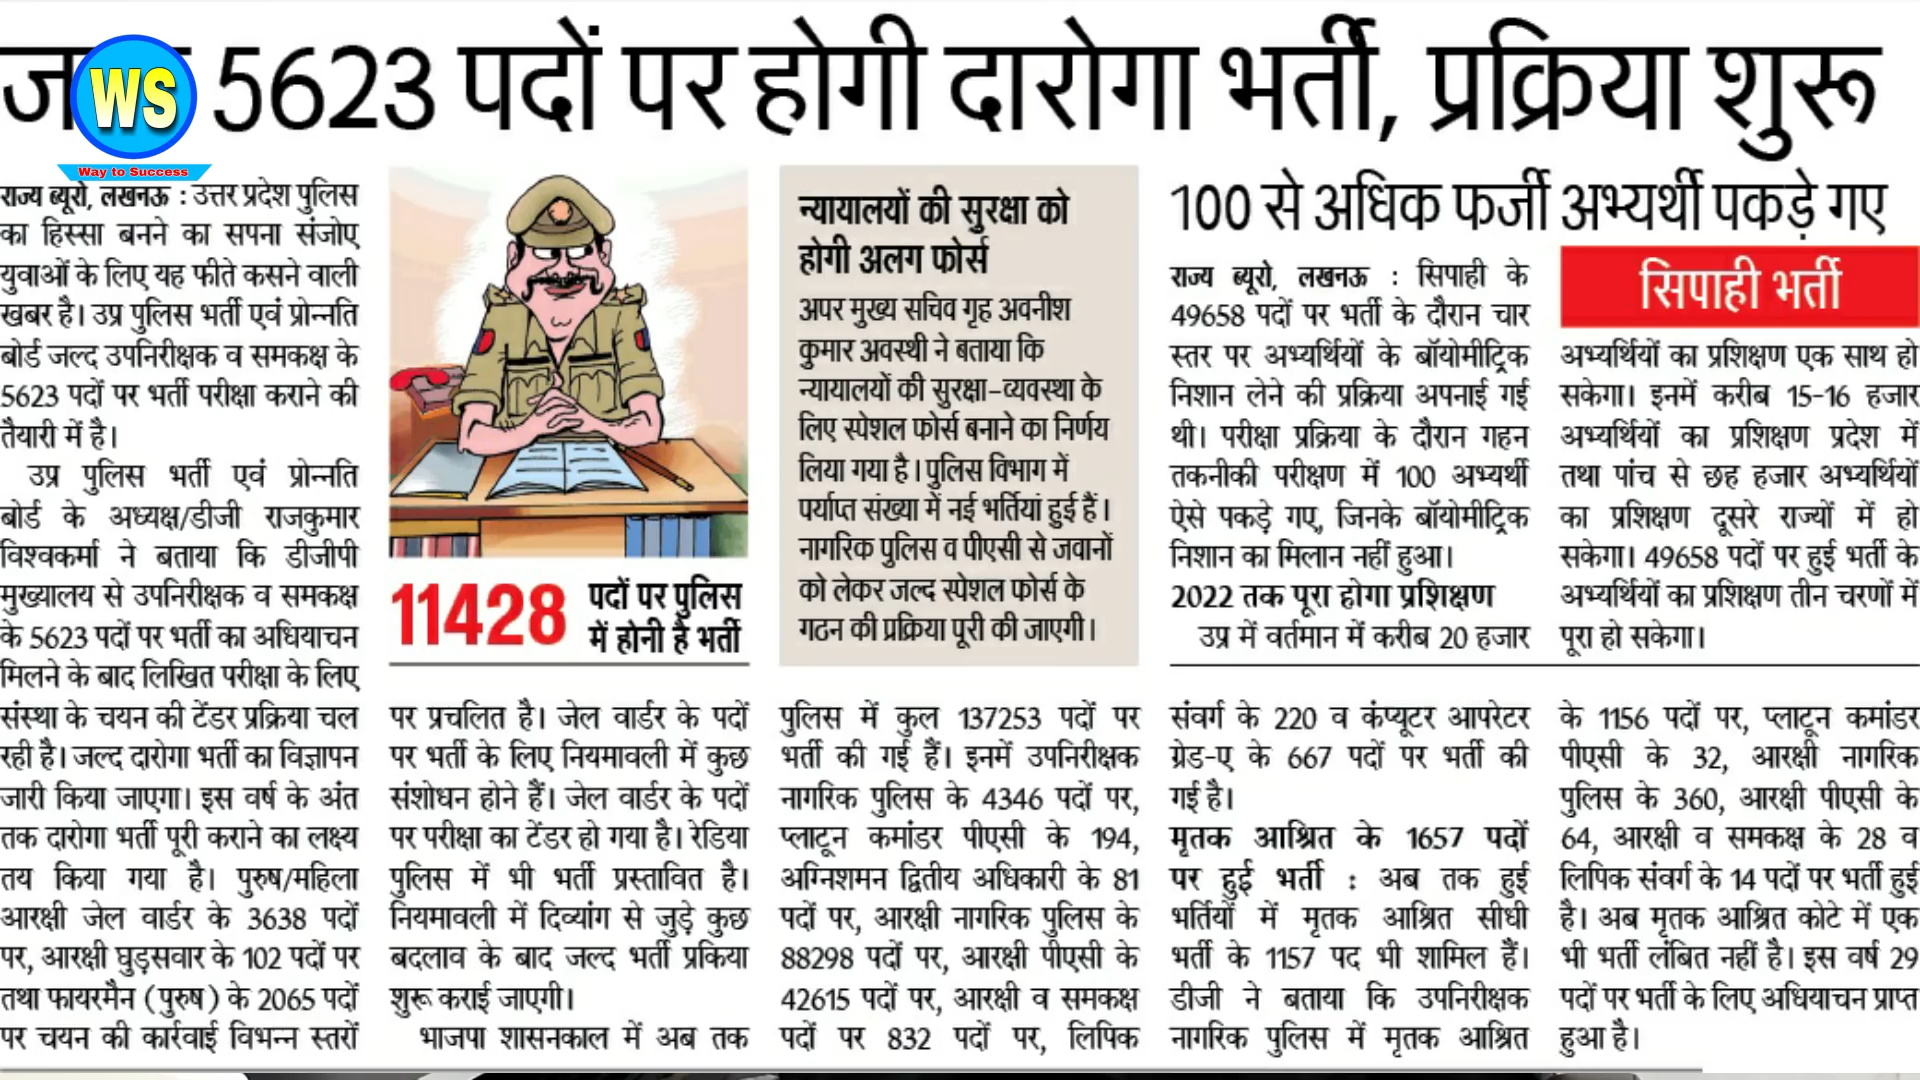 5623 पदों पर होगी दारोगा भर्ती, प्रक्रिया शुरू
WS
Way to Success
राज्य ब्यूरो, लखनऊ : उत्तर प्रदेश पुलिस
का हिस्सा बनने का सपना संजोए
युवाओं के लिए यह फीते कसने वाली
खबर है। उप्र पुलिस भर्ती एवं प्रोन्नति
बोर्ड जल्द उपनिरीक्षक व समकक्ष के
5623 पदों पर भर्ती परीक्षा कराने की
तैयारी में है।
उप्र पुलिस भर्ती एवं प्रोन्नति
बोर्ड के अध्यक्ष/डीजी राजकुमार
विश्वकर्मा ने बताया कि डीजीपी
मुख्यालय से उपनिरीक्षक व समकक्ष
के 5623 पदों पर भर्ती का अधियाचन
मिलने के बाद लिखित परीक्षा के लिए
संस्था के चयन की टेंडर प्रक्रिया चल
रही है। जल्द दारोगा भर्ती का विज्ञापन
जारी किया जाएगा। इस वर्ष के अंत
तक दारोगा भर्ती पूरी कराने का लक्ष्य
तय किया गया है। पुरुष/महिला
आरक्षी जेल वार्डर के 3638 पदों
पर, आरक्षी घुड़सवार के 102 पदों पर
तथा फायरमैन (पुरुष) के 2065 पदों
पर चयन की कार्रवाई विभन्न स्तरों
11428 पदों पर पुलिस
में होनी है भर्ती
पर प्रचलित है। जेल वार्डर के पदों
पर भर्ती के लिए नियमावली में कुछ
संशोधन होने हैं। जेल वार्डर के पदों
पर परीक्षा का टेंडर हो गया है। रेडिया
पुलिस में भी भर्ती प्रस्तावित है।
नियमावली में दिव्यांग से जुड़े कुछ
बदलाव के बाद जल्द भर्ती प्रकिया
शुरू कराई जाएगी।
भाजपा शासनकाल में अब तक
न्यायालयों की सुरक्षा को
होगी अलग फोर्स
अपर मुख्य सचिव गृह अवनीश
कुमार अवस्थी ने बताया कि
न्यायालयों की सुरक्षा-व्यवस्था के
लिए स्पेशल फोर्स बनाने का निर्णय
लिया गया है। पुलिस विभाग में
पर्याप्त संख्या में नई भर्तियां हुई हैं।
नागरिक पुलिस व पीएसी से जवानों
को लेकर जल्द स्पेशल फोर्स के
गठन की प्रक्रिया पूरी की जाएगी।
पुलिस में कुल 137253 पदों पर
भर्ती की गई हैं। इनमें उपनिरीक्षक
नागरिक पुलिस के 4346 पदों पर,
प्लाटून कमांडर पीएसी के 194,
अग्निशमन द्वितीय अधिकारी के 81
पदों पर, आरक्षी नागरिक पुलिस के
88298 पदों पर, आरक्षी पीएसी के
42615 पदों पर, आरक्षी व समकक्ष
पदों पर 832 पदों पर, लिपिक
संवर्ग के 220 व कंप्यूटर आपरेटर
ग्रेड-ए के 667 पदों पर भर्ती की
गई है।
मृतक आश्रित के 1657 पदों
पर हुई भर्ती : अब तक हुई
भर्तियों में मृतक आश्रित सीधी
भर्ती के 1157 पद भी शामिल हैं।
डीजी ने बताया कि उपनिरीक्षक
नागरिक पुलिस में मृतक आश्रित
के 1156 पदों पर, प्लाटून कमांडर
पीएसी के 32, आरक्षी नागरिक
पुलिस के 360, आरक्षी पीएसी के
64, आरक्षी व समकक्ष के 28 व
लिपिक संवर्ग के 14 पदों पर भर्ती हुई
है। अब मृतक आश्रित कोटे में एक
भी भर्ती लंबित नहीं है। इस वर्ष 29
पदों पर भर्ती के लिए अधियाचन प्राप्त
हुआ है।
100 से अधिक फर्जी अभ्यर्थी पकड़े गए
सिपाही भर्ती
राज्य ब्यूरो, लखनऊ : सिपाही के
49658 पदों पर भर्ती के दौरान चार
स्तर पर अभ्यर्थियों के बॉयोमीट्रिक
निशान लेने की प्रक्रिया अपनाई गई
थी। परीक्षा प्रक्रिया के दौरान गहन
तकनीकी परीक्षण में 100 अभ्यर्थी
ऐसे पकड़े गए, जिनके बॉयोमीट्रिक
निशान का मिलान नहीं हुआ।
2022 तक पूरा होगा प्रशिक्षण
उप्र में वर्तमान में करीब 20 हजार
अभ्यर्थियों का प्रशिक्षण एक साथ हो
सकेगा। इनमें करीब 15-16 हजार
अभ्यर्थियों का प्रशिक्षण प्रदेश में
तथा पांच से छह हजार अभ्यर्थियों
का प्रशिक्षण दूसरे राज्यों में हो
सकेगा। 49658 पदों पर हुई भर्ती के
अभ्यर्थियों का प्रशिक्षण तीन चरणों में
पूरा हो सकेगा।